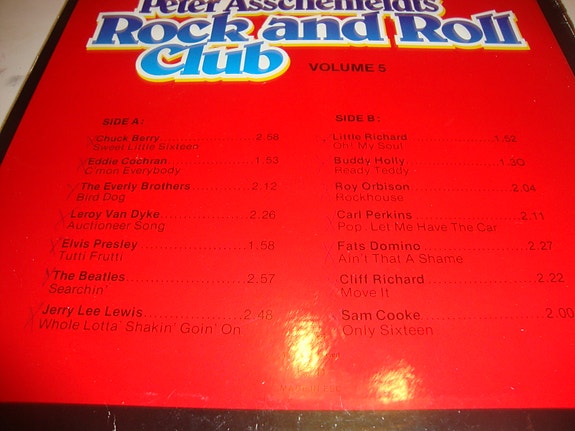 Peter Asschenfeldts
Rock and Roll
Club VOLUME 5
SIDE A:
Chuck Berry 2.58
Sweet Little Sixteen
Eddie Cochran 1.53
C'mon Everybody
The Everly Brothers 2.12
Bird Dog
Leroy Van Dyke 2.26
Auctioneer Song
Elvis Presley 1.58
Tutti Frutti
The Beatles 2.57
Searchin'
Jerry Lee Lewis 2.48
Whole Lotta' Shakin' Goin' On
SIDE B:
Little Richard 1.52
Oh! My Soul
Buddy Holly 1.30
Ready Teddy
Roy Orbison 2.04
Rockhouse
Carl Perkins 2.11
Pop, Let Me Have The Car
Fats Domino 2.27
Ain't That A Shame
Cliff Richard 2.22
Move It
Sam Cooke 2.00
Only Sixteen